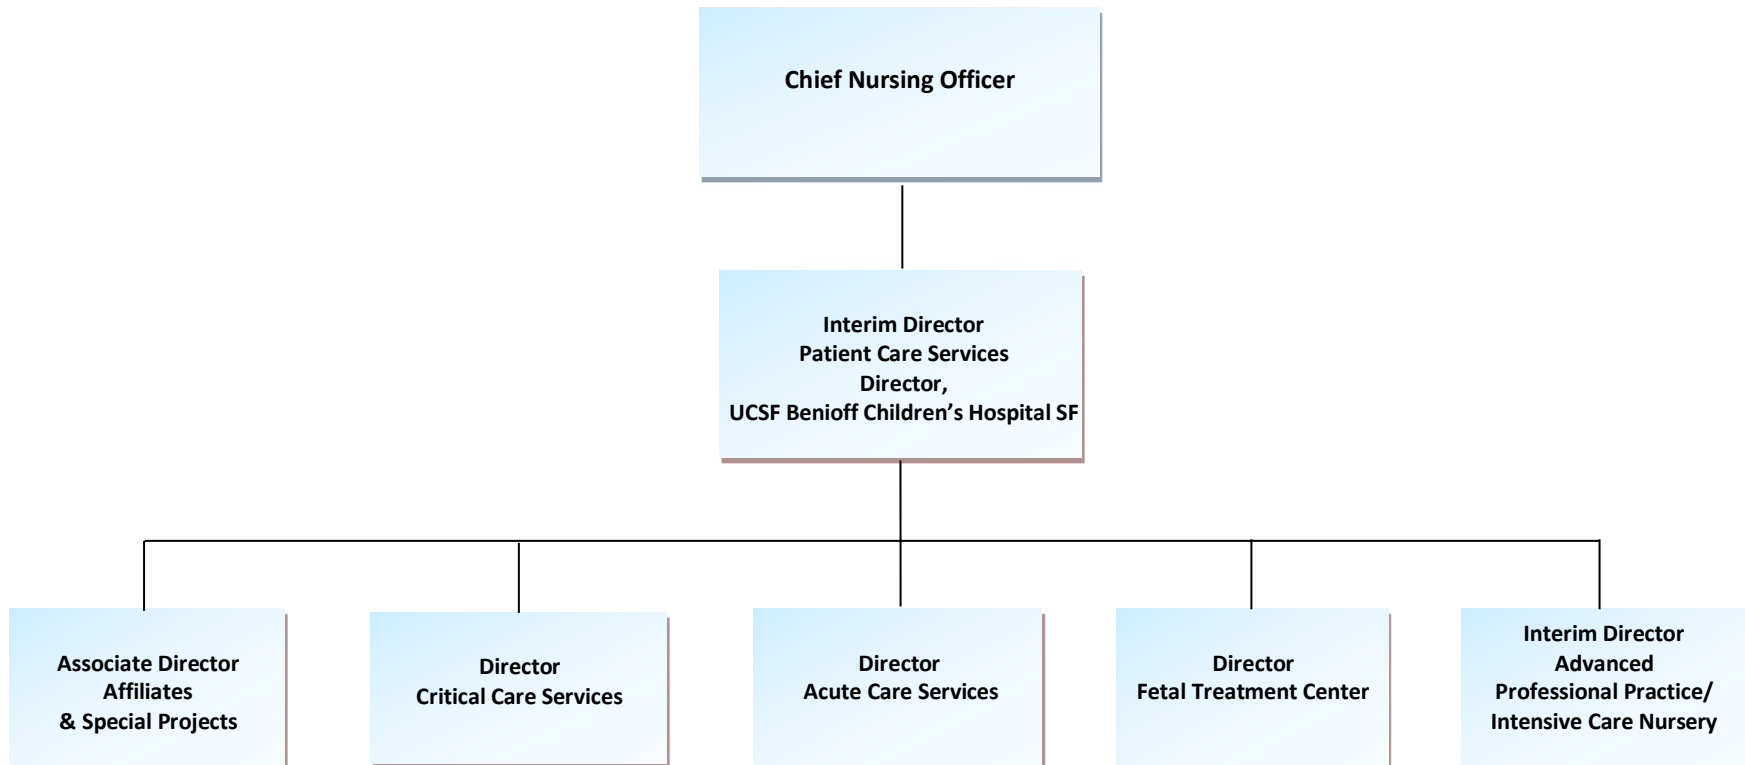 Chief Nursing Officer
Interim Director
Patient Care Services
Director,
UCSF Benioff Children’s Hospital SF
Associate Director
Affiliates
& Special Projects
Director
Critical Care Services
Director
Acute Care Services
Director
Fetal Treatment Center
Interim Director
Advanced
Professional Practice/
Intensive Care Nursery